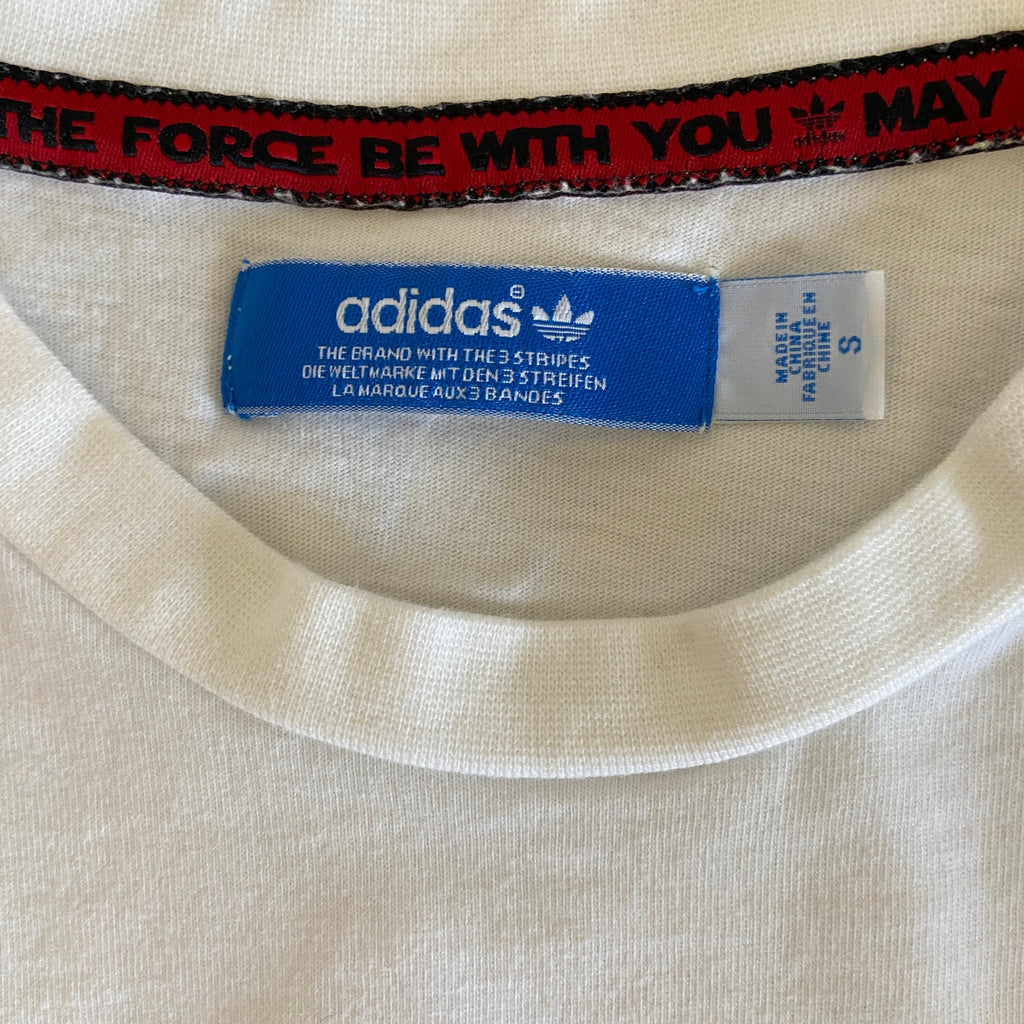 THE FORCE BE WITH YOU adidas MAY
adidas®
THE BRAND WITH THE 3 STRIPES
DIE WELTMARKE MIT DEN 3 STREIFEN
LA MARQUE AUX 3 BANDES
MADE IN
CHINA
FABRIQUE EN
CHINE
S